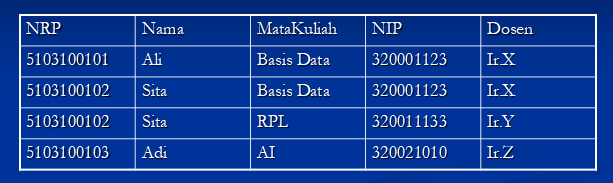 NRP Nama MataKuliah NIP Dosen
5103100101 Ali Basis Data 320001123 Ir.X
5103100102 Sita Basis Data 320001123 Ir.X
5103100102 Sita RPL 320011133 Ir.Y
5103100103 Adi AI 320021010 Ir.Z